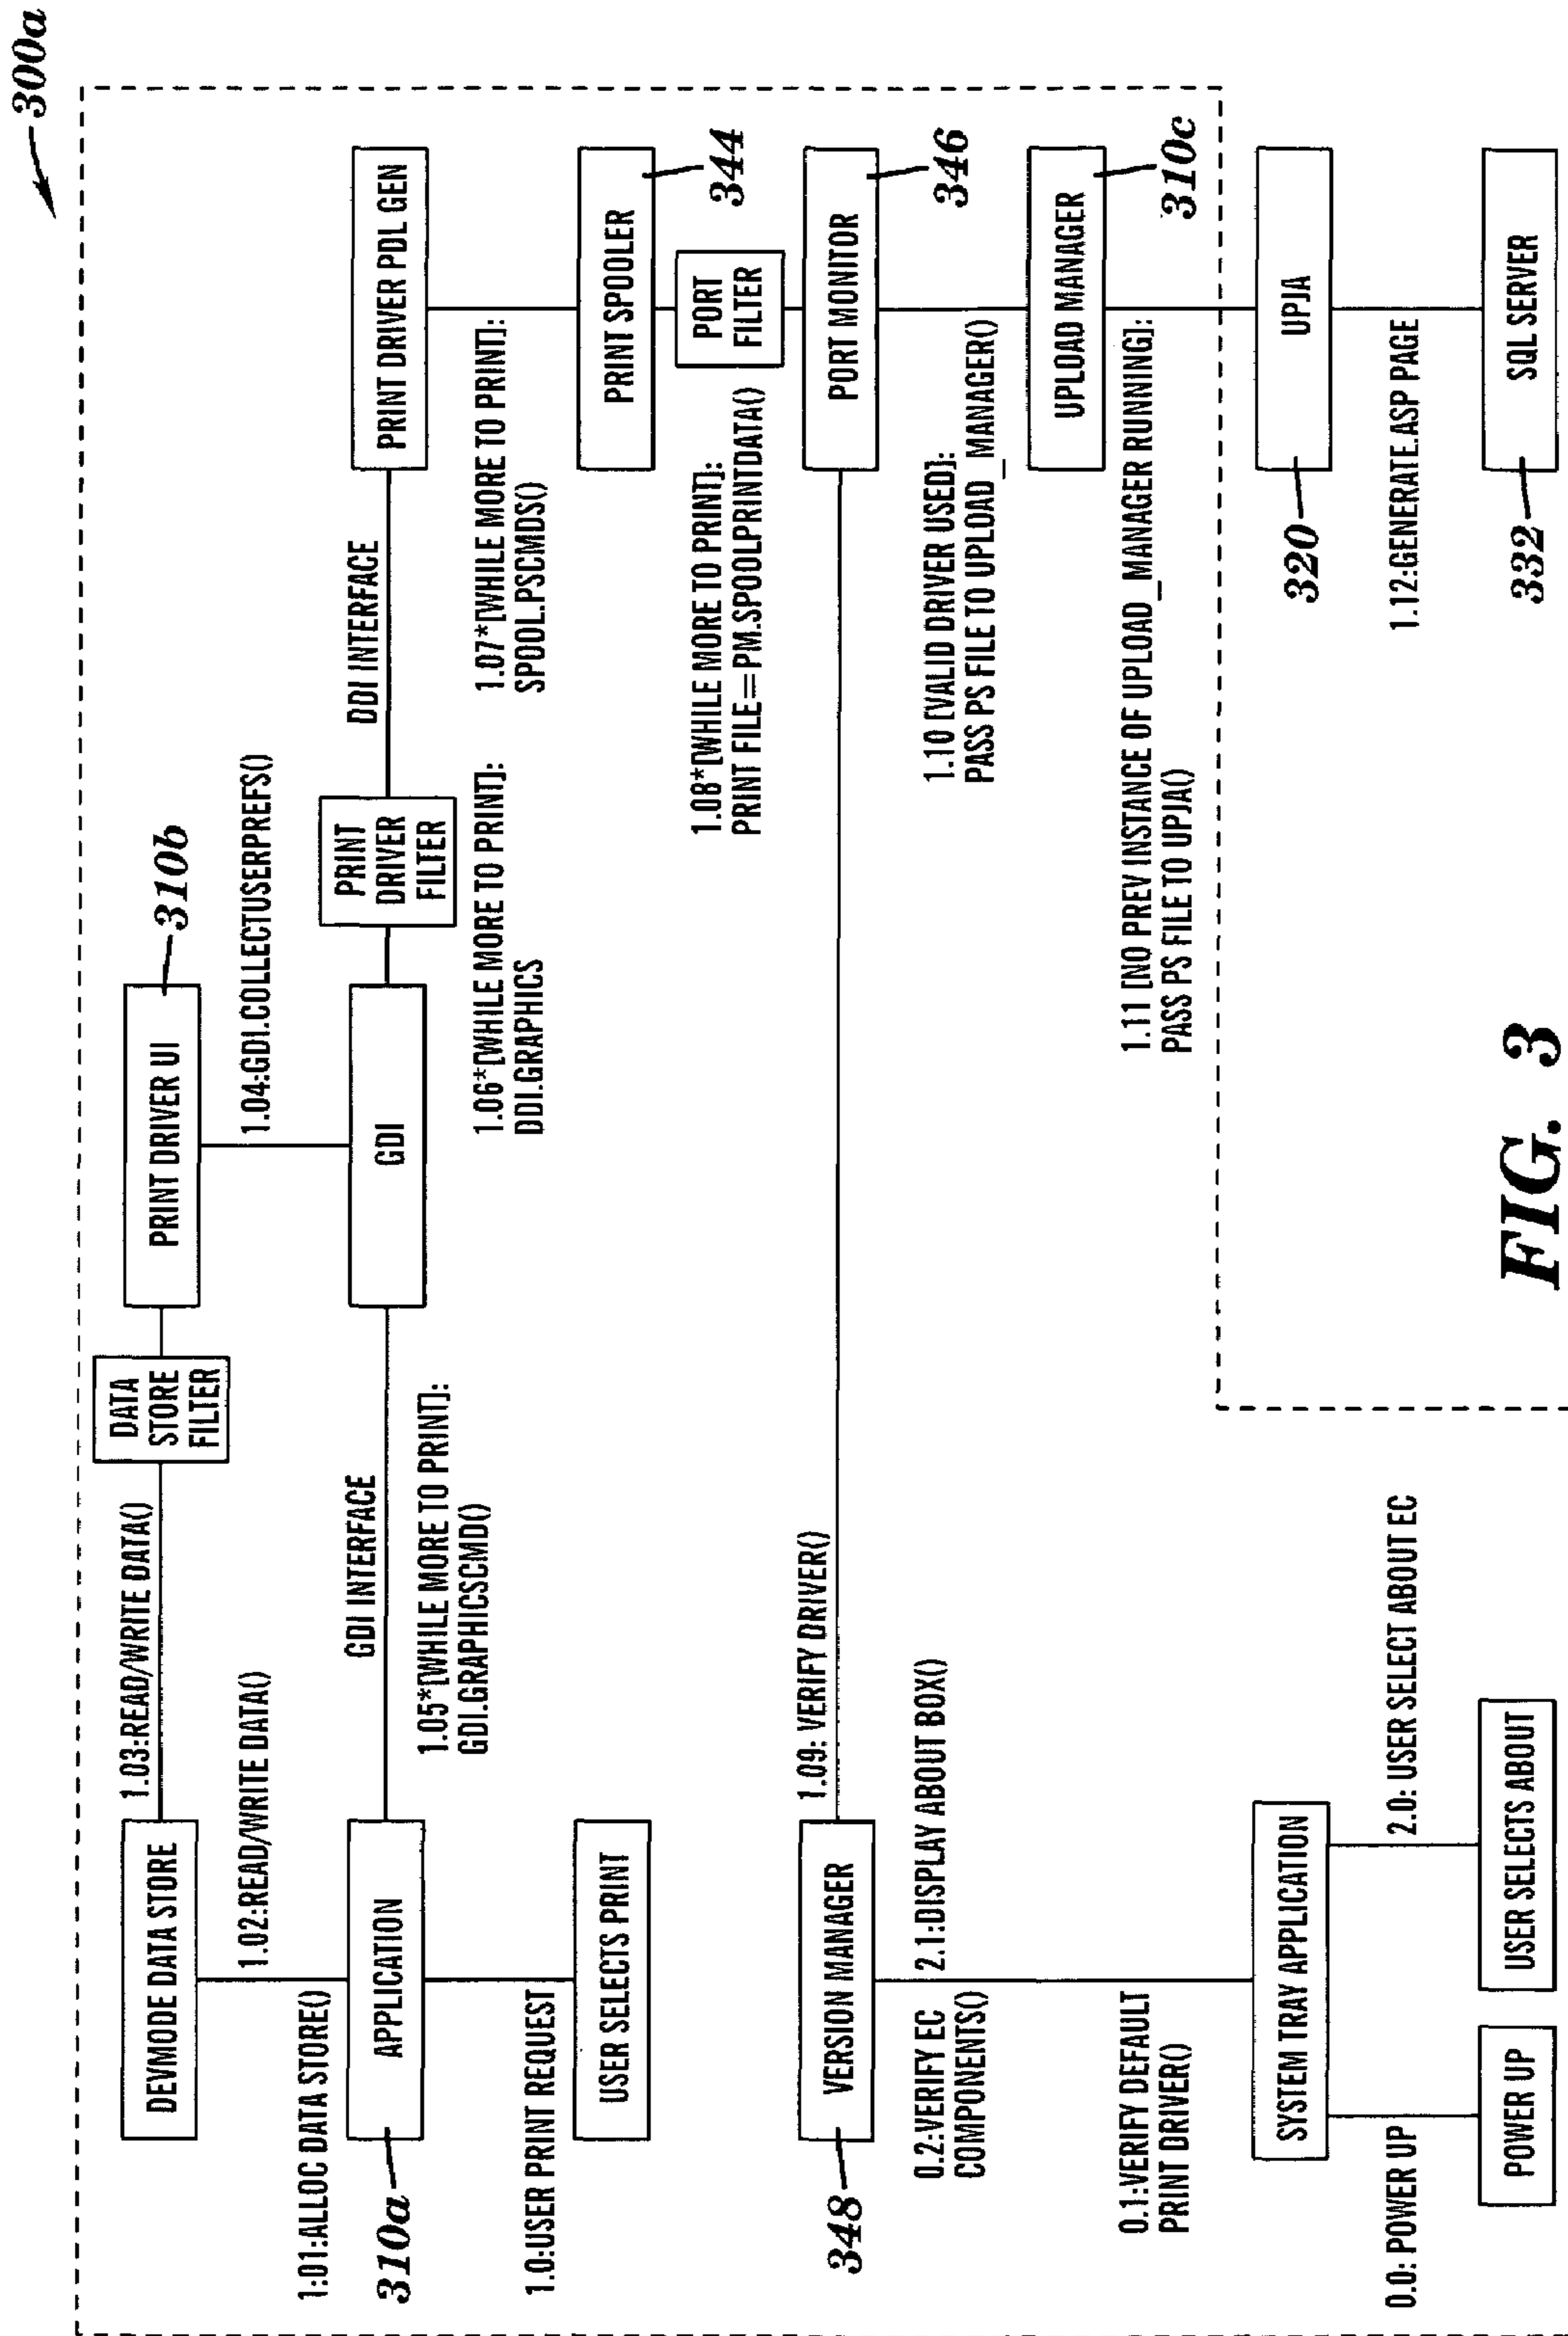 300a
DEVMODE DATA STORE
1.03:READ/WRITE DATA()
DATA
STORE
FILTER
PRINT DRIVER UI
310b
1:01:ALLOC DATA STORE()
1.02:READ/WRITE DATA()
1.04:GDI.COLLECTUSERPREFS()
APPLICATION
310a
GDI INTERFACE
1.05*[WHILE MORE TO PRINT]:
GDI.GRAPHICSCMD()
GDI
PRINT
DRIVER
FILTER
DDI INTERFACE
PRINT DRIVER PDL GEN
1.06*[WHILE MORE TO PRINT]:
DDI.GRAPHICS
1.07*[WHILE MORE TO PRINT]:
SPOOL.PSCMDS()
1.0:USER PRINT REQUEST
USER SELECTS PRINT
PRINT SPOOLER
344
PORT
FILTER
1.08*[WHILE MORE TO PRINT]:
PRINT FILE=PM.SPOOLPRINTDATA()
VERSION MANAGER
348
1.09: VERIFY DRIVER()
PORT MONITOR
346
0.2:VERIFY EC
COMPONENTS()
2.1:DISPLAY ABOUT BOX()
1.10 [VALID DRIVER USED]:
PASS PS FILE TO UPLOAD_MANAGER()
UPLOAD MANAGER
310c
0.1:VERIFY DEFAULT
PRINT DRIVER()
1.11 [NO PREV INSTANCE OF UPLOAD_MANAGER RUNNING]:
PASS PS FILE TO UPJA()
SYSTEM TRAY APPLICATION
UPJA
320
0.0: POWER UP
2.0: USER SELECT ABOUT EC
1.12:GENERATE.ASP PAGE
POWER UP
USER SELECTS ABOUT
SQL SERVER
332
FIG. 3